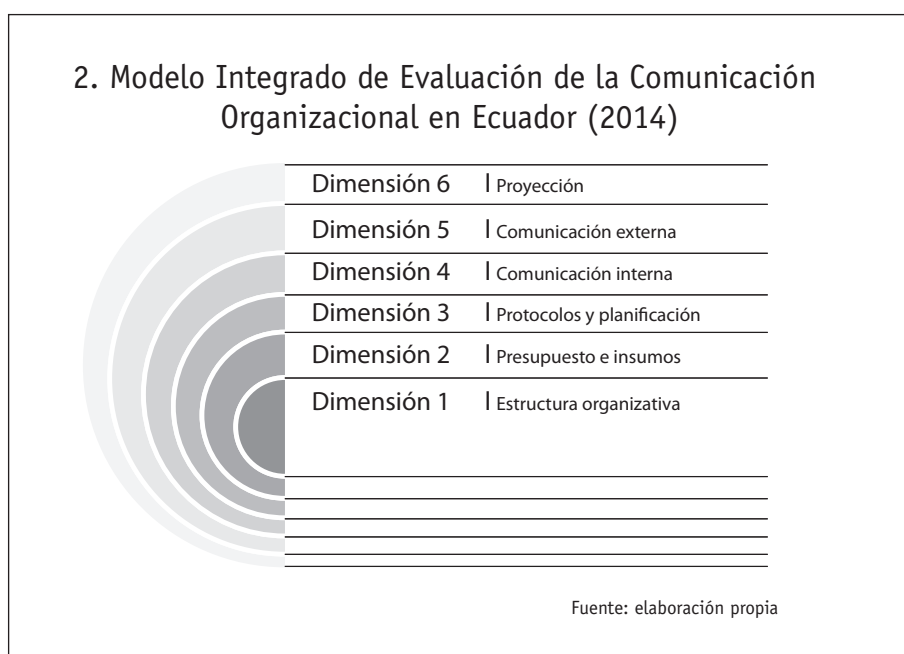 2. Modelo Integrado de Evaluación de la Comunicación
Organizacional en Ecuador (2014)
Dimensión 6 | Proyección
Dimensión 5 | Comunicación externa
Dimensión 4 | Comunicación interna
Dimensión 3 | Protocolos y planificación
Dimensión 2 | Presupuesto e insumos
Dimensión 1 | Estructura organizativa
Fuente: elaboración propia